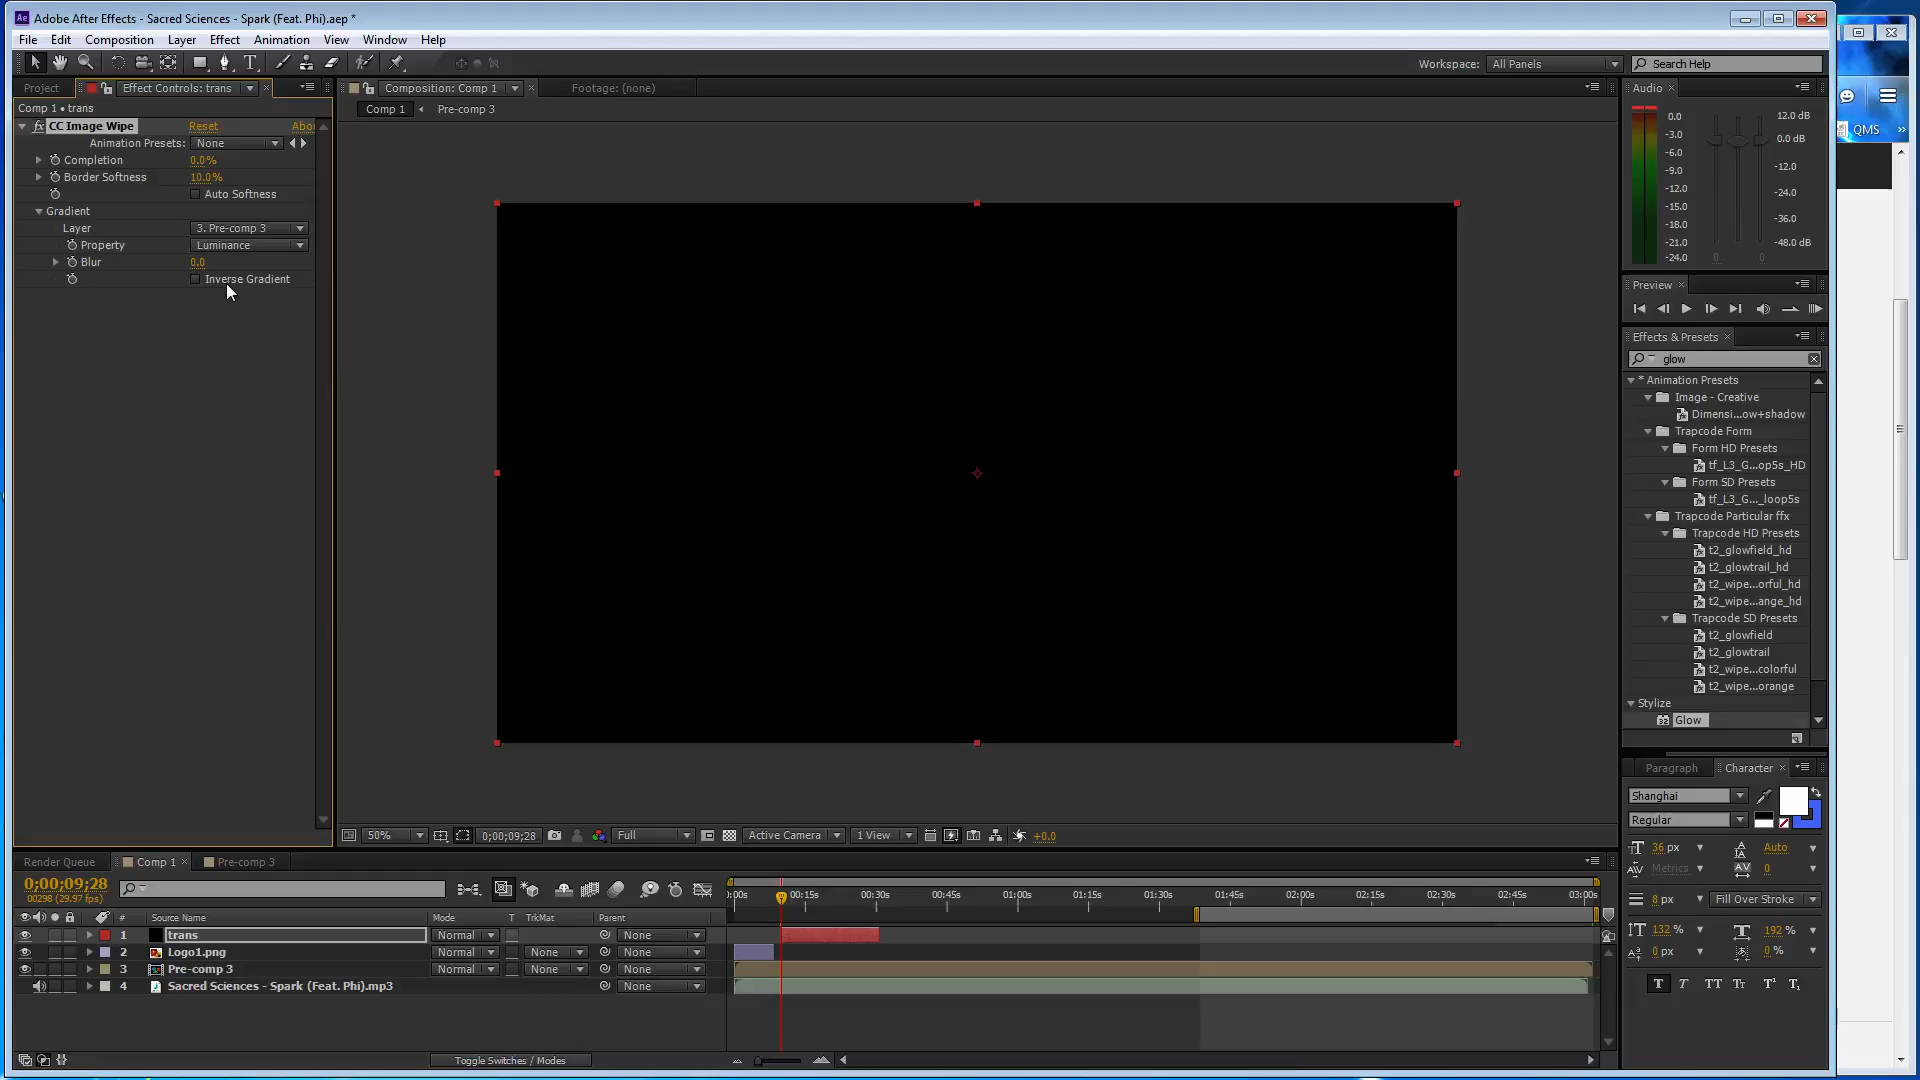 Adobe After Effects - Sacred Sciences - Spark (Feat. Phi).aep *
File Edit Composition Layer Effect Animation View Window Help
Workspace: All Panels Search Help
Project Effect Controls: trans Composition: Comp 1 Footage: (none)
Comp 1 • trans
Comp 1 Pre-comp 3
fx CC Image Wipe Reset Abo
Animation Presets: None
Completion 0.0%
Border Softness 10.0%
Auto Softness
Gradient
Layer 3. Pre-comp 3
Property Luminance
Blur 0.0
Inverse Gradient
50% 0;00;09;28 Full Active Camera 1 View +0.0
Audio
0.0 12.0 dB
-3.0 0.0 dB
-6.0
-9.0 -12.0
-12.0 -24.0
-15.0
-18.0 -36.0
-21.0 -48.0 dB
-24.0 0 0
QMS »
Preview
Effects & Presets
glow
* Animation Presets
Image - Creative
Dimensi...ow+shadow
Trapcode Form
Form HD Presets
tf_L3_G...op5s_HD
Form SD Presets
tf_L3_G..._loop5s
Trapcode Particular ffx
Trapcode HD Presets
t2_glowfield_hd
t2_glowtrail_hd
t2_wipe...orful_hd
t2_wipe...ange_hd
Trapcode SD Presets
t2_glowfield
t2_glowtrail
t2_wipe...colorful
t2_wipe...orange
Stylize
Glow
Paragraph Character
Shanghai
Regular
36 px Auto
Metrics 0
8 px Fill Over Stroke
132 % 192 %
0 px 0 %
T T TT Tt T¹ T₁
Render Queue Comp 1 Pre-comp 3
0;00;09;28
00298 (29.97 fps)
:00s 00:15s 00:30s 00:45s 01:00s 01:15s 01:30s 01:45s 02:00s 02:15s 02:30s 02:45s 03:00s
# Source Name Mode T TrkMat Parent
1 trans Normal None
2 Logo1.png Normal None None
3 Pre-comp 3 Normal None None
4 Sacred Sciences - Spark (Feat. Phi).mp3 None
Toggle Switches / Modes